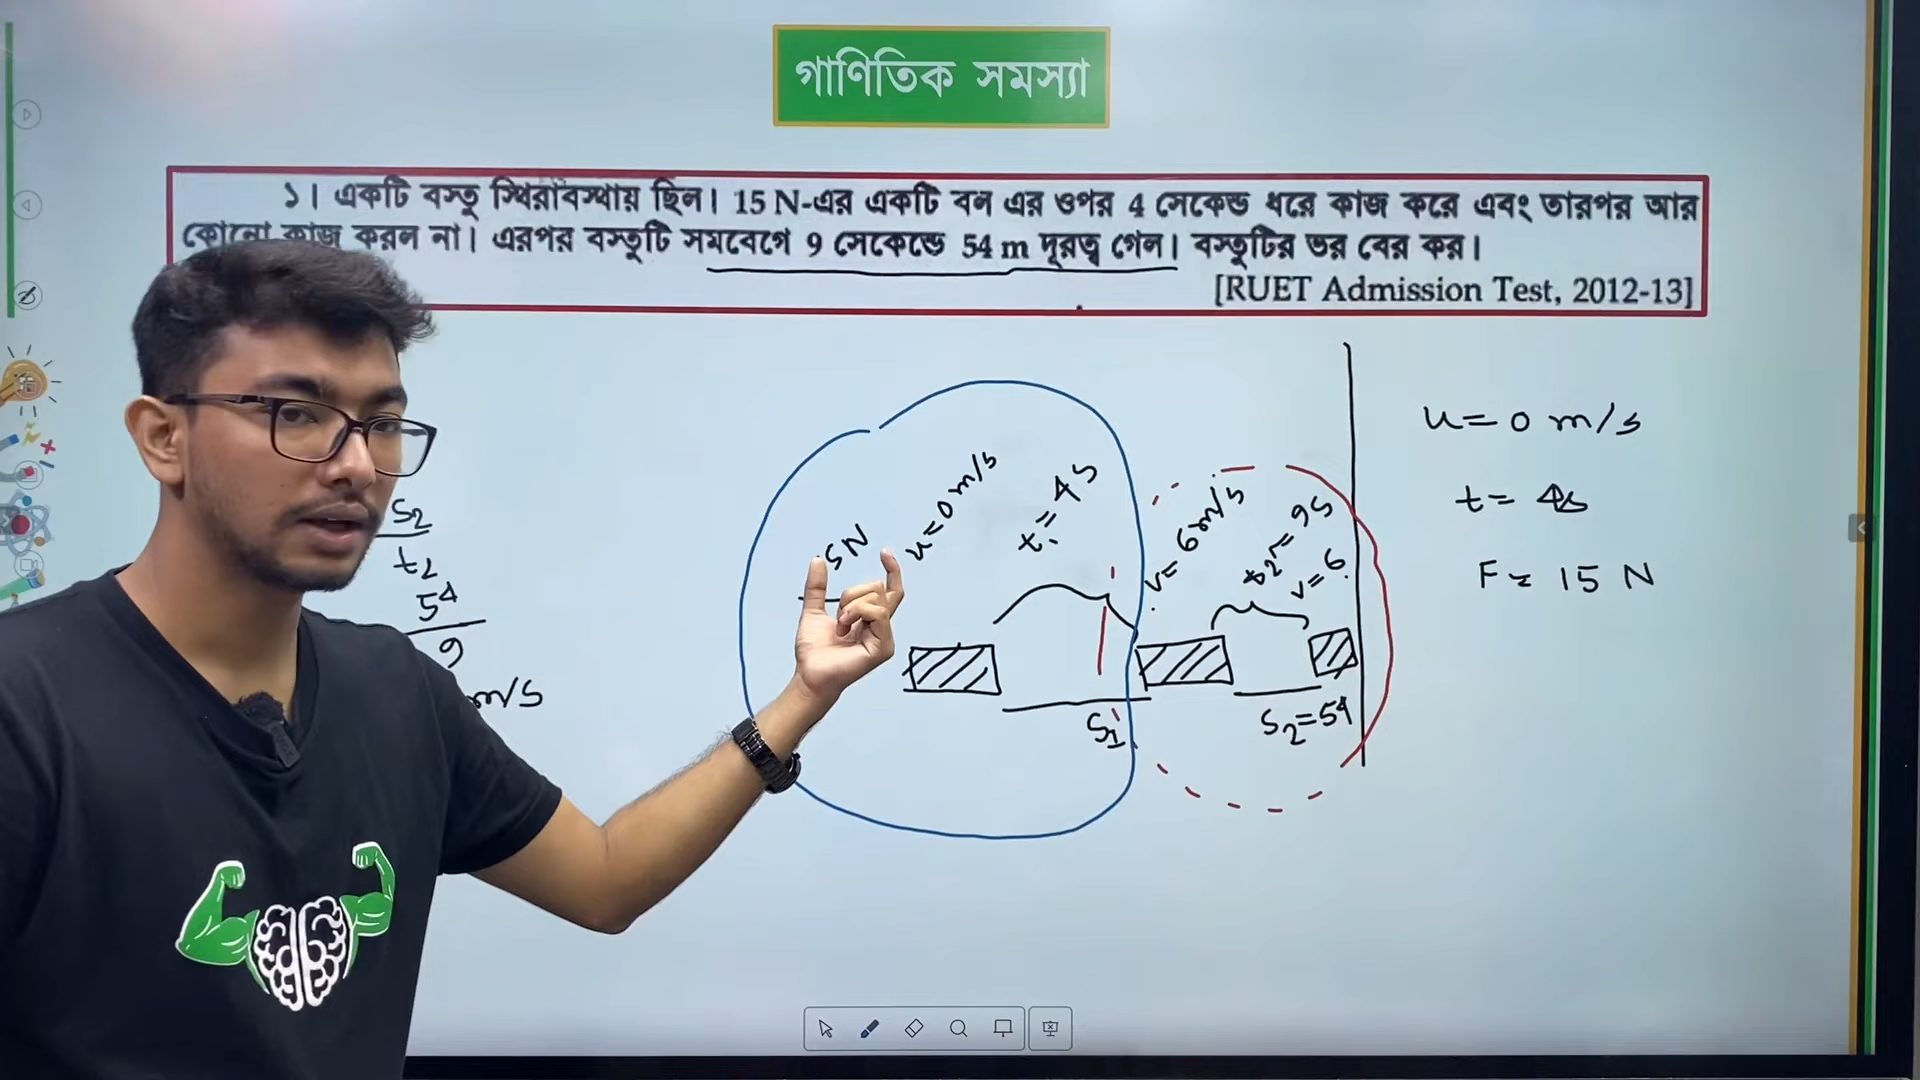 গাণিতিক সমস্যা
১। একটি বস্তু স্থিরাবস্থায় ছিল। 15 N-এর একটি বল এর ওপর 4 সেকেন্ড ধরে কাজ করে এবং তারপর আর
কোনো কাজ করল না। এরপর বস্তুটি সমবেগে 9 সেকেন্ডে 54 m দূরত্ব গেল। বস্তুটির ভর বের কর।
[RUET Admission Test, 2012-13]
S2
t2
54
9
m/s
5N
u=0 m/s
t=4s
v=6m/s
t2=9s
v=6
S1
S2=54
u=0 m/s
t=4s
F=15 N